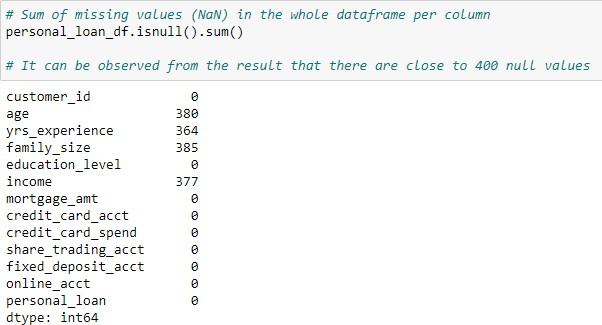 # Sum of missing values (NaN) in the whole dataframe per column
personal_loan_df.isnull().sum()
# It can be observed from the result that there are close to 400 null values
customer_id 0
age 380
yrs_experience 364
family_size 385
education_level 0
income 377
mortgage_amt 0
credit_card_acct 0
credit_card_spend 0
share_trading_acct 0
fixed_deposit_acct 0
online_acct 0
personal_loan 0
dtype: int64